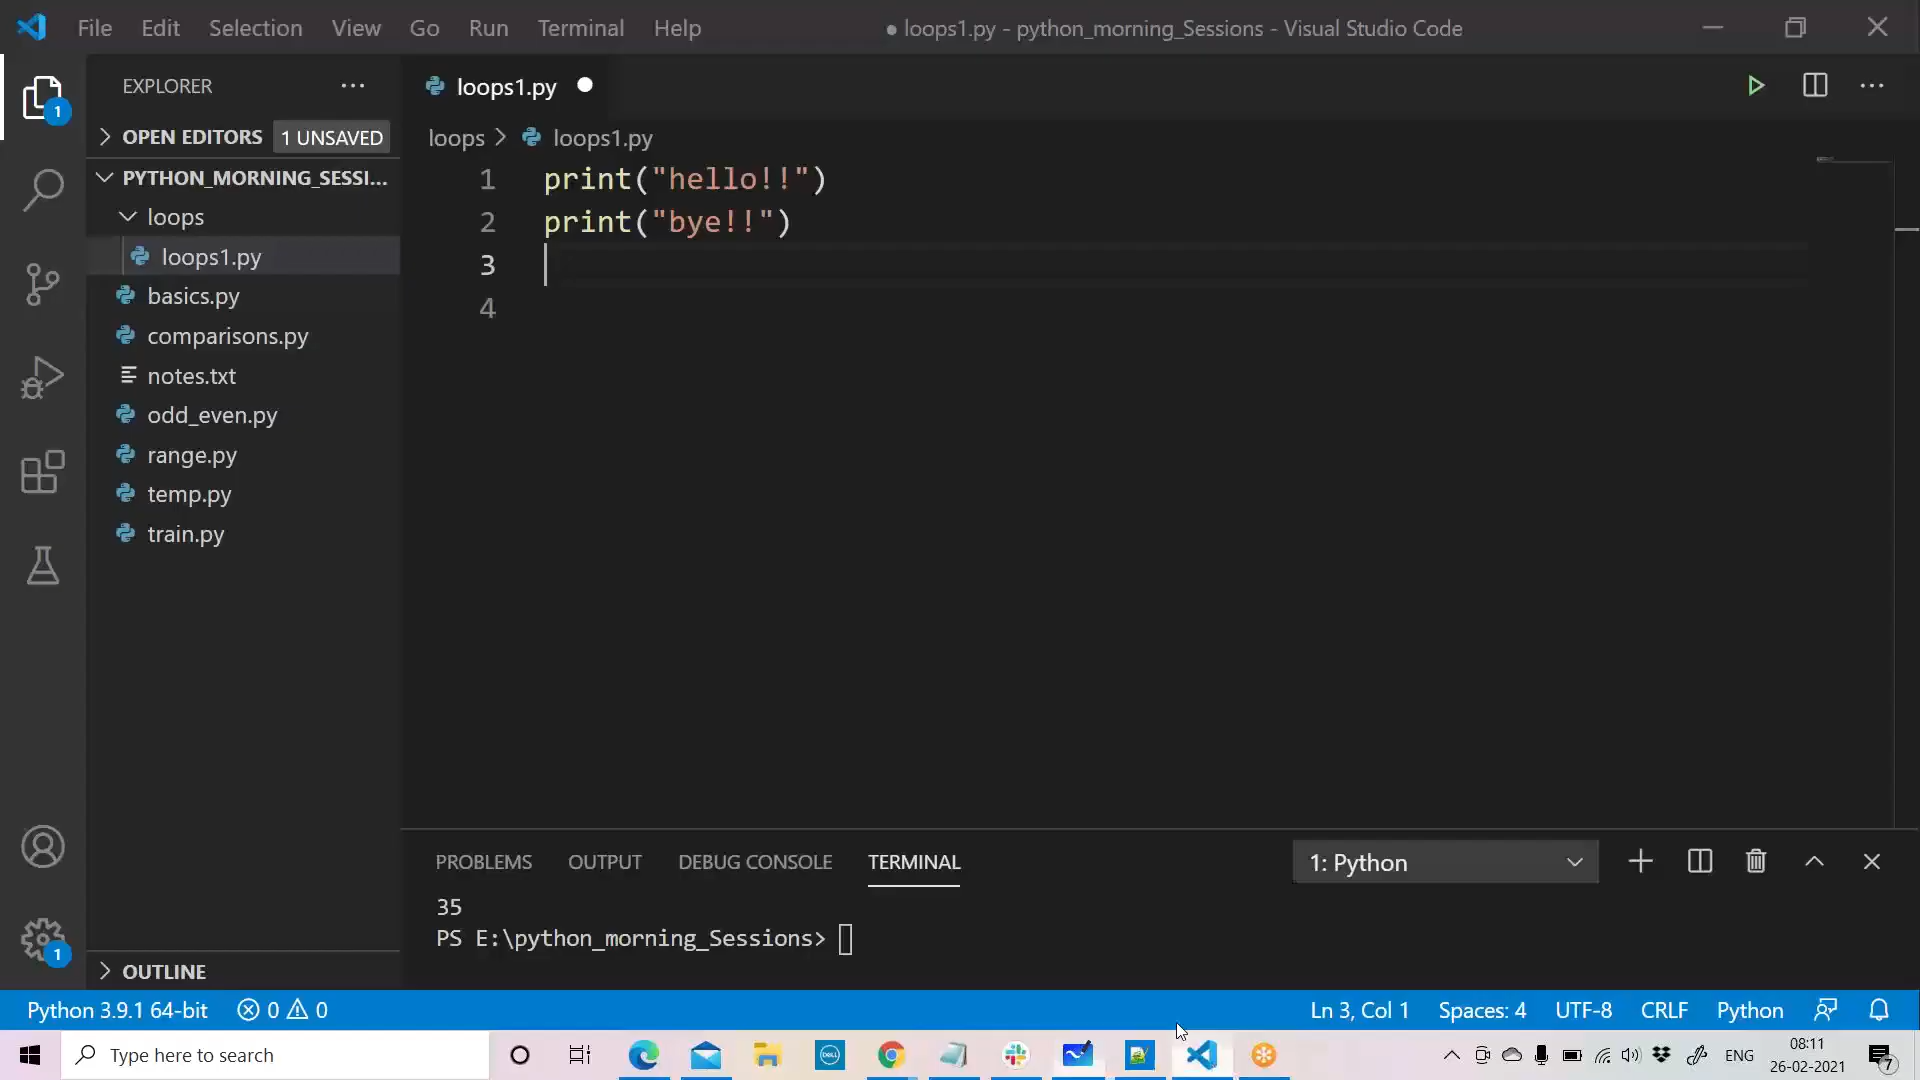 File Edit Selection View Go Run Terminal Help
● loops1.py - python_morning_Sessions - Visual Studio Code
EXPLORER
OPEN EDITORS 1 UNSAVED
PYTHON_MORNING_SESSI...
loops
loops1.py
basics.py
comparisons.py
notes.txt
odd_even.py
range.py
temp.py
train.py
OUTLINE
1
1
loops1.py
loops > loops1.py
1 print("hello!!")
2 print("bye!!")
3
4
PROBLEMS OUTPUT DEBUG CONSOLE TERMINAL
1: Python
35
PS E:\python_morning_Sessions>
Python 3.9.1 64-bit 0 0
Ln 3, Col 1 Spaces: 4 UTF-8 CRLF Python
Type here to search
DELL
ENG
08:11
26-02-2021
7